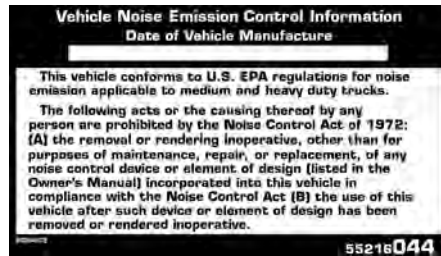 Vehicle Noise Emission Control Information
Date of Vehicle Manufacture
This vehicle conforms to U.S. EPA regulations for noise
emission applicable to medium and heavy duty trucks.
The following acts or the causing thereof by any
person are prohibited by the Noise Control Act of 1972:
(A) the removal or rendering inoperative, other than for
purposes of maintenance, repair, or replacement, of any
noise control device or element of design (listed in the
Owner's Manual) incorporated into this vehicle in
compliance with the Noise Control Act (B) the use of this
vehicle after such device or element of design has been
removed or rendered inoperative.
55216044